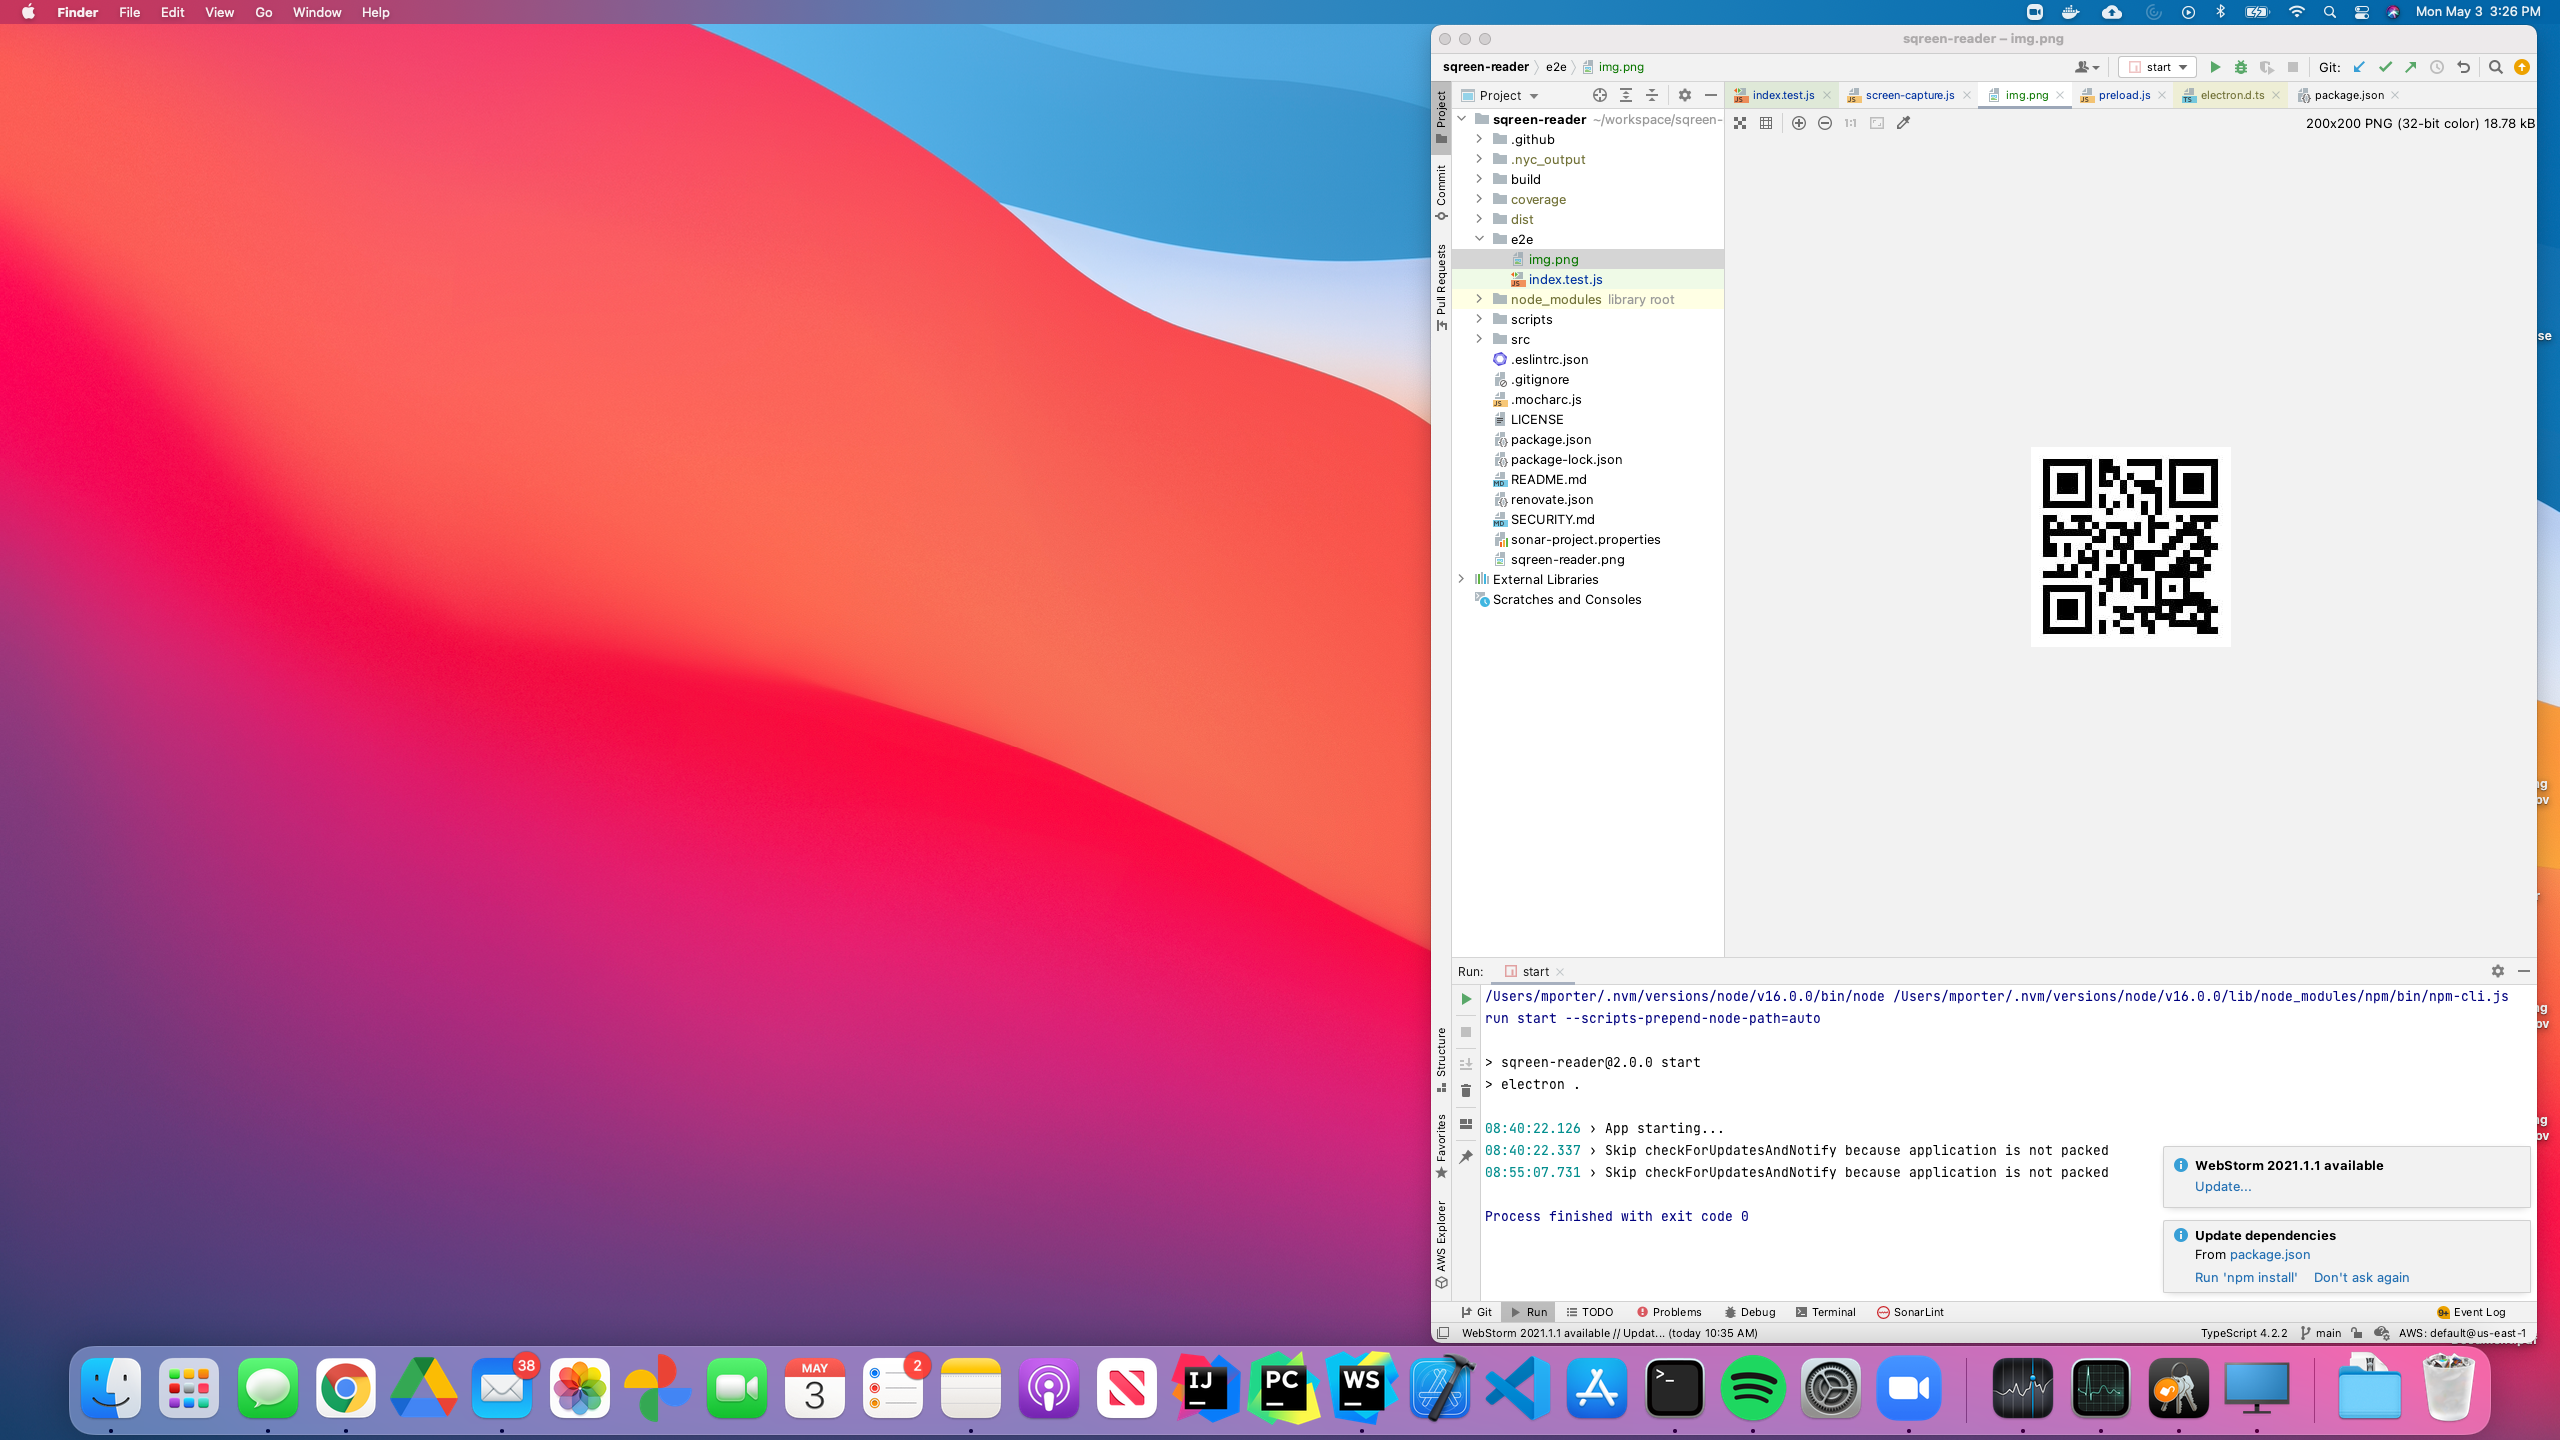 Finder File Edit View Go Window Help
Mon May 3 3:26 PM
sqreen-reader – img.png
sqreen-reader e2e img.png
start
Git:
Project
index.test.js
screen-capture.js
img.png
preload.js
electron.d.ts
package.json
200x200 PNG (32-bit color) 18.78 kB
Project
Commit
Pull Requests
sqreen-reader ~/workspace/sqreen-
.github
.nyc_output
build
coverage
dist
e2e
img.png
index.test.js
node_modules library root
scripts
src
.eslintrc.json
.gitignore
.mocharc.js
LICENSE
package.json
package-lock.json
README.md
renovate.json
SECURITY.md
sonar-project.properties
sqreen-reader.png
External Libraries
Scratches and Consoles
se
ng
ov
ng
ov
ng
ov
Run: start
/Users/mporter/.nvm/versions/node/v16.0.0/bin/node /Users/mporter/.nvm/versions/node/v16.0.0/lib/node_modules/npm/bin/npm-cli.js
run start --scripts-prepend-node-path=auto
> sqreen-reader@2.0.0 start
> electron .
08:40:22.126 › App starting...
08:40:22.337 › Skip checkForUpdatesAndNotify because application is not packed
08:55:07.731 › Skip checkForUpdatesAndNotify because application is not packed
Process finished with exit code 0
Structure
Favorites
AWS Explorer
WebStorm 2021.1.1 available
Update...
Update dependencies
From package.json
Run 'npm install' Don't ask again
Git Run TODO Problems Debug Terminal SonarLint
9+ Event Log
WebStorm 2021.1.1 available // Updat... (today 10:35 AM)
TypeScript 4.2.2 main AWS: default@us-east-1
38
MAY
3
2
IJ
PC
WS
>_